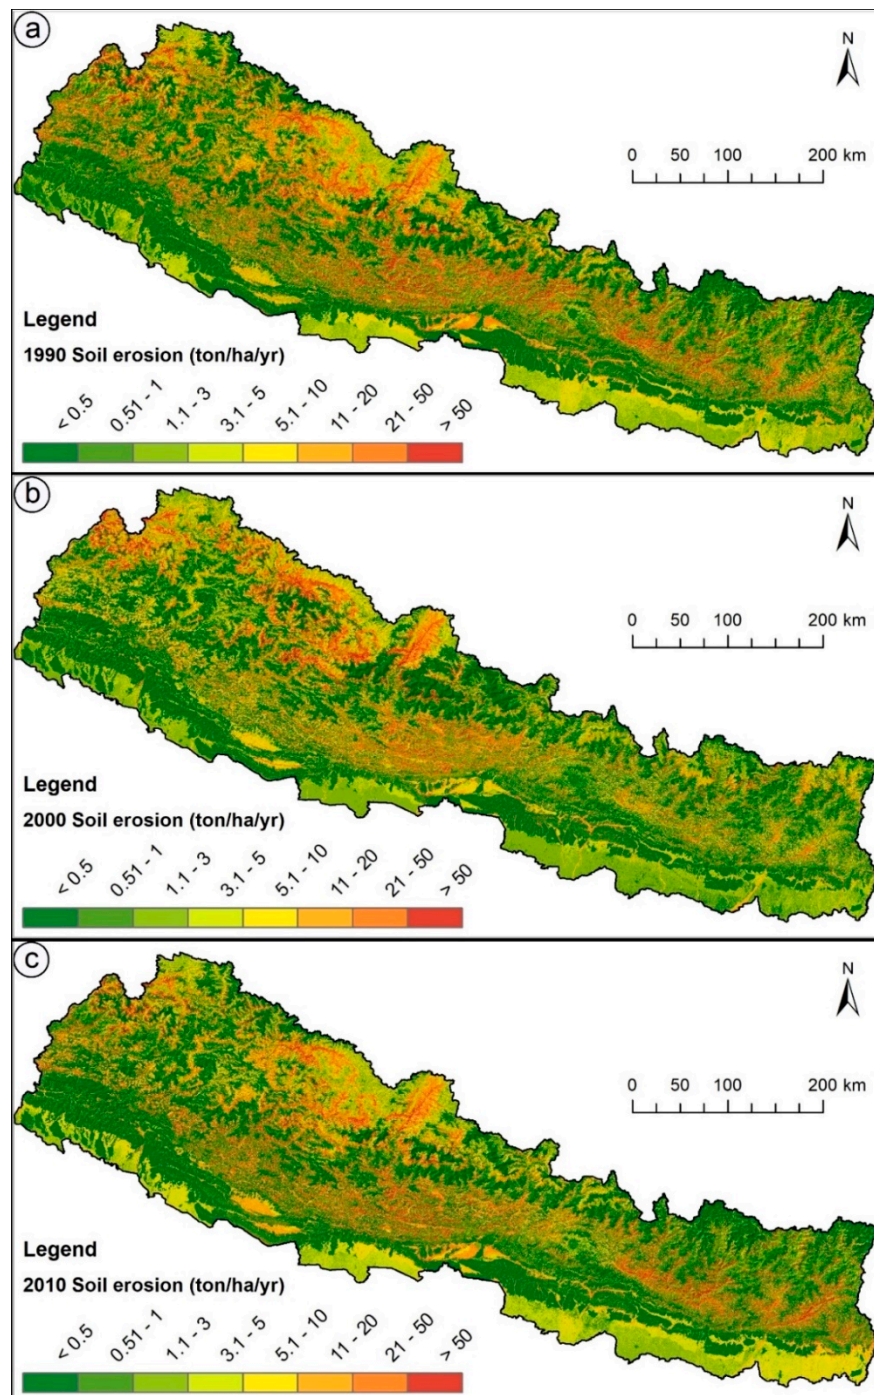 a
N
0 50 100 200 km
Legend
1990 Soil erosion (ton/ha/yr)
< 0.5 0.51 - 1 1.1 - 3 3.1 - 5 5.1 - 10 11 - 20 21 - 50 > 50
b
N
0 50 100 200 km
Legend
2000 Soil erosion (ton/ha/yr)
< 0.5 0.51 - 1 1.1 - 3 3.1 - 5 5.1 - 10 11 - 20 21 - 50 > 50
c
N
0 50 100 200 km
Legend
2010 Soil erosion (ton/ha/yr)
< 0.5 0.51 - 1 1.1 - 3 3.1 - 5 5.1 - 10 11 - 20 21 - 50 > 50